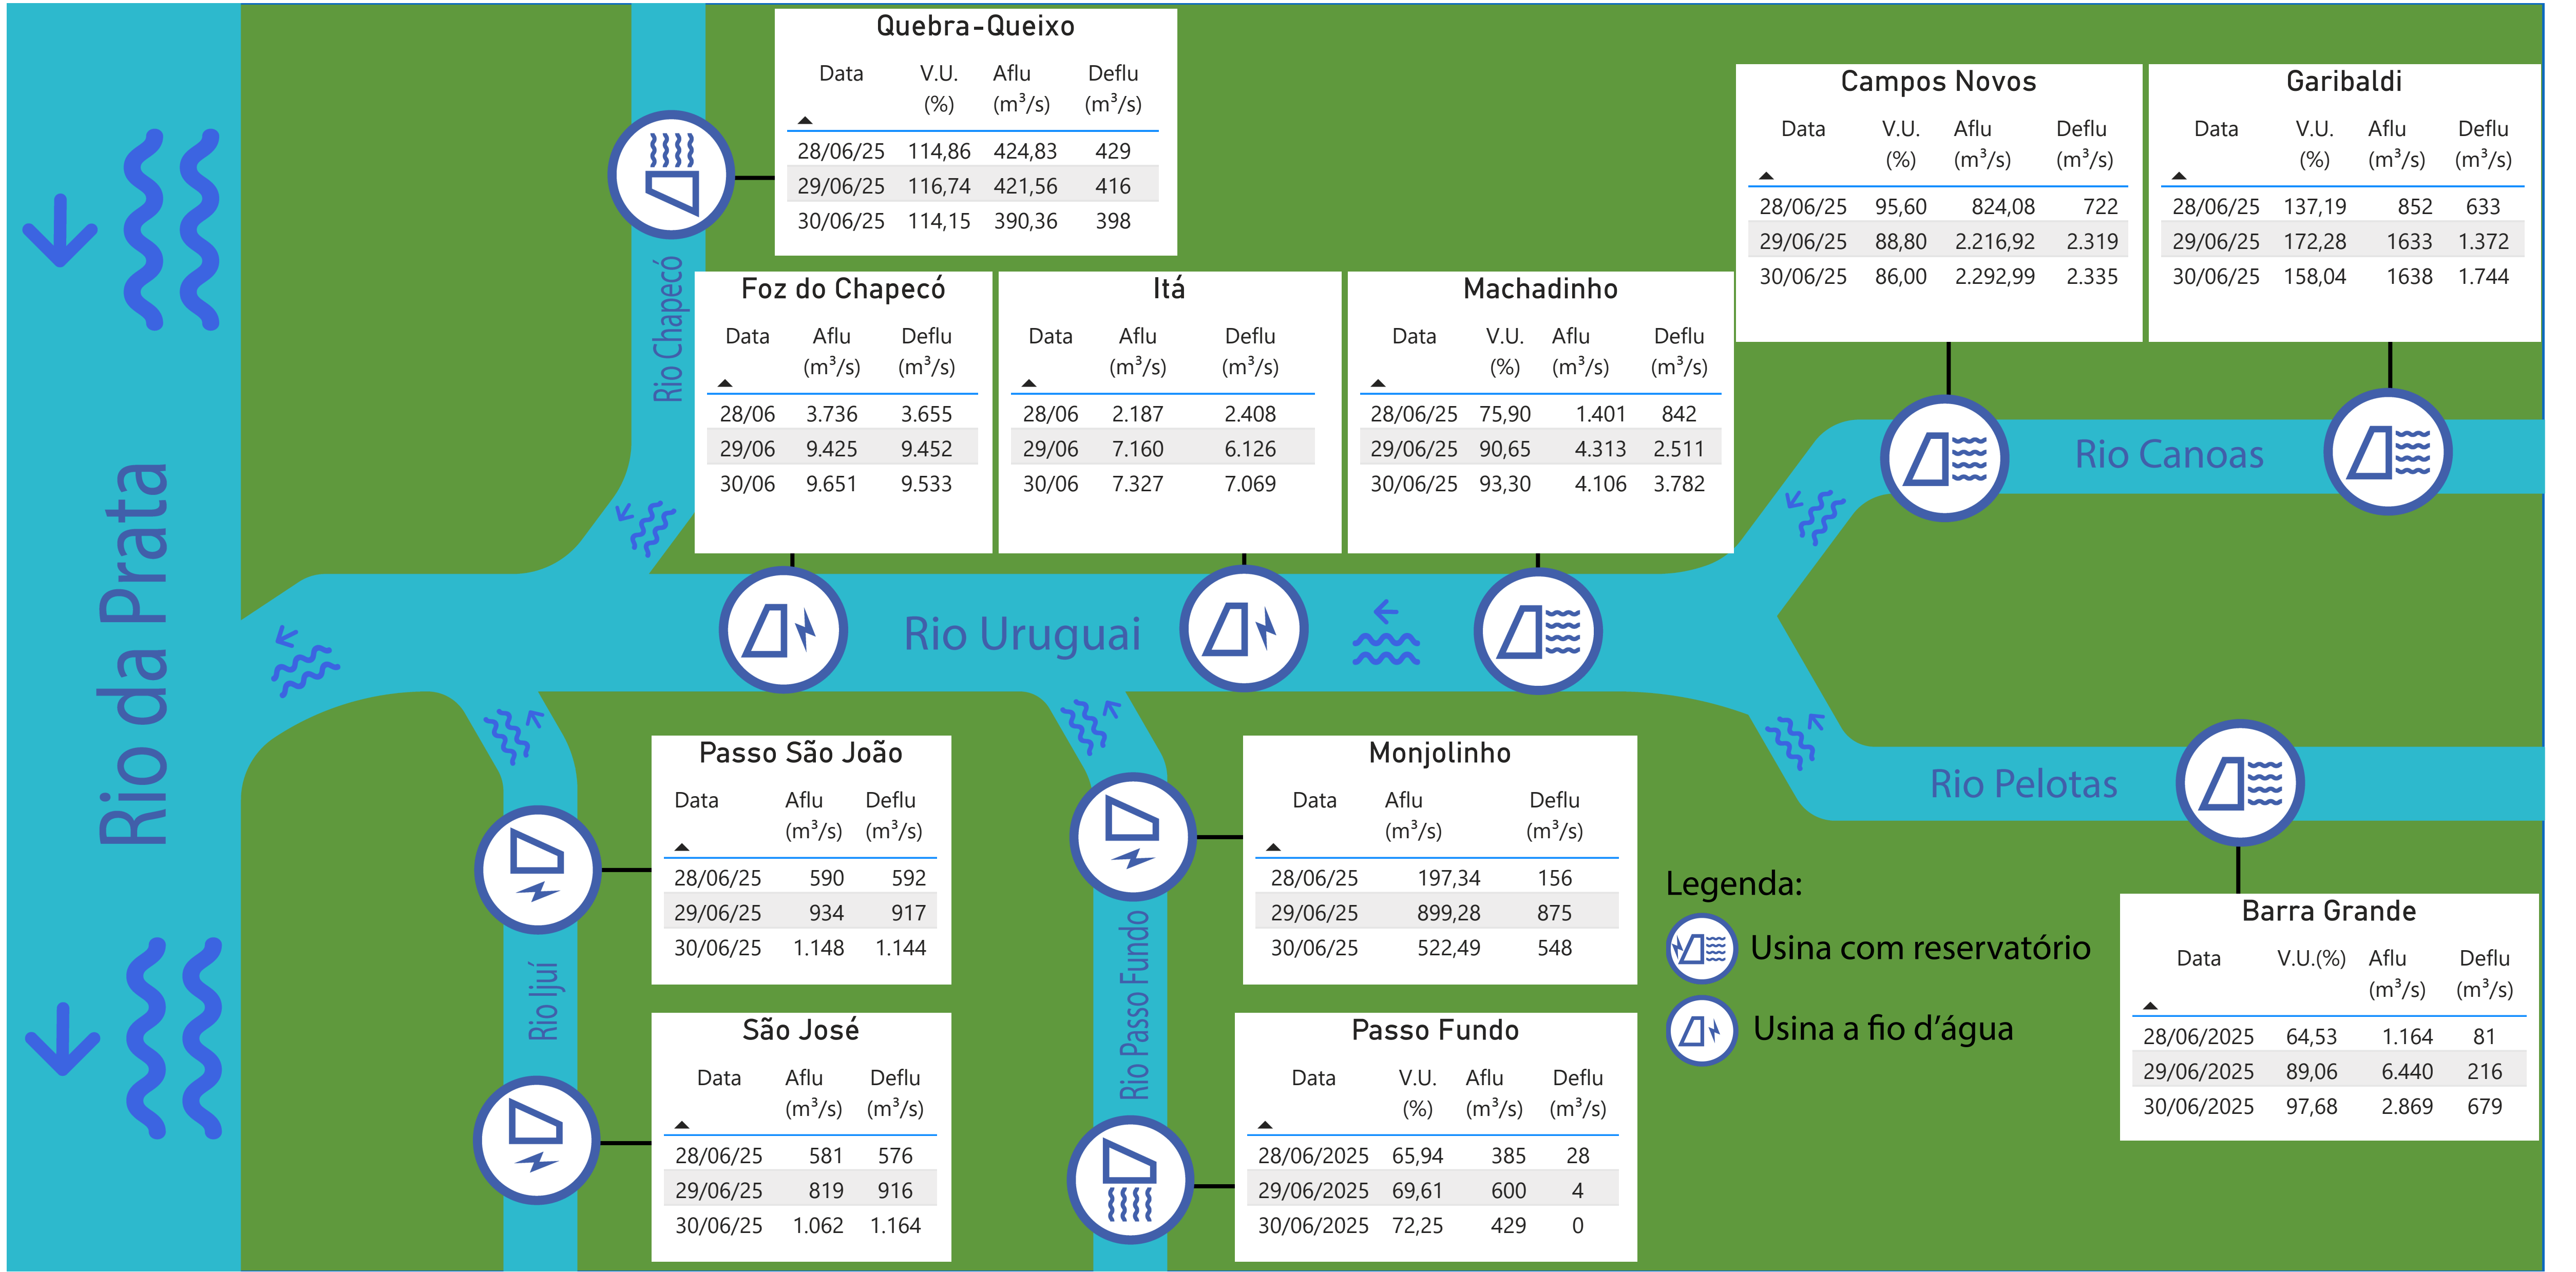 Quebra-Queixo
Data V.U. (%) Aflu (m³/s) Deflu (m³/s)
28/06/25 114,86 424,83 429
29/06/25 116,74 421,56 416
30/06/25 114,15 390,36 398
Campos Novos
Data V.U. (%) Aflu (m³/s) Deflu (m³/s)
28/06/25 95,60 824,08 722
29/06/25 88,80 2.216,92 2.319
30/06/25 86,00 2.292,99 2.335
Garibaldi
Data V.U. (%) Aflu (m³/s) Deflu (m³/s)
28/06/25 137,19 852 633
29/06/25 172,28 1633 1.372
30/06/25 158,04 1638 1.744
Rio Chapecó
Foz do Chapecó
Data Aflu (m³/s) Deflu (m³/s)
28/06 3.736 3.655
29/06 9.425 9.452
30/06 9.651 9.533
Itá
Data Aflu (m³/s) Deflu (m³/s)
28/06 2.187 2.408
29/06 7.160 6.126
30/06 7.327 7.069
Machadinho
Data V.U. (%) Aflu (m³/s) Deflu (m³/s)
28/06/25 75,90 1.401 842
29/06/25 90,65 4.313 2.511
30/06/25 93,30 4.106 3.782
Rio Canoas
Rio da Prata
Rio Uruguai
Rio Pelotas
Passo São João
Data Aflu (m³/s) Deflu (m³/s)
28/06/25 590 592
29/06/25 934 917
30/06/25 1.148 1.144
Monjolinho
Data Aflu (m³/s) Deflu (m³/s)
28/06/25 197,34 156
29/06/25 899,28 875
30/06/25 522,49 548
Rio Ijuí
Rio Passo Fundo
São José
Data Aflu (m³/s) Deflu (m³/s)
28/06/25 581 576
29/06/25 819 916
30/06/25 1.062 1.164
Passo Fundo
Data V.U. (%) Aflu (m³/s) Deflu (m³/s)
28/06/2025 65,94 385 28
29/06/2025 69,61 600 4
30/06/2025 72,25 429 0
Legenda:
Usina com reservatório
Usina a fio d’água
Barra Grande
Data V.U.(%) Aflu (m³/s) Deflu (m³/s)
28/06/2025 64,53 1.164 81
29/06/2025 89,06 6.440 216
30/06/2025 97,68 2.869 679